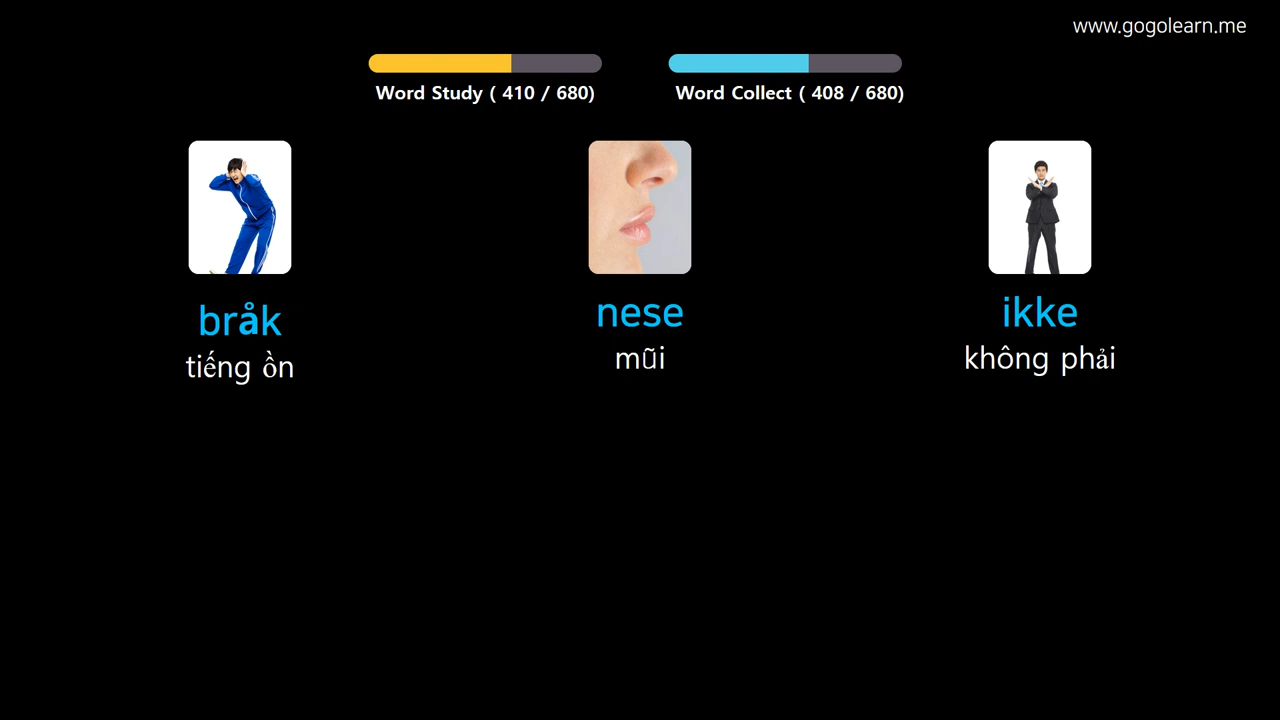 www.gogolearn.me
Word Study ( 410 / 680)
Word Collect ( 408 / 680)
bråk
nese
ikke
tiếng ồn
mũi
không phải